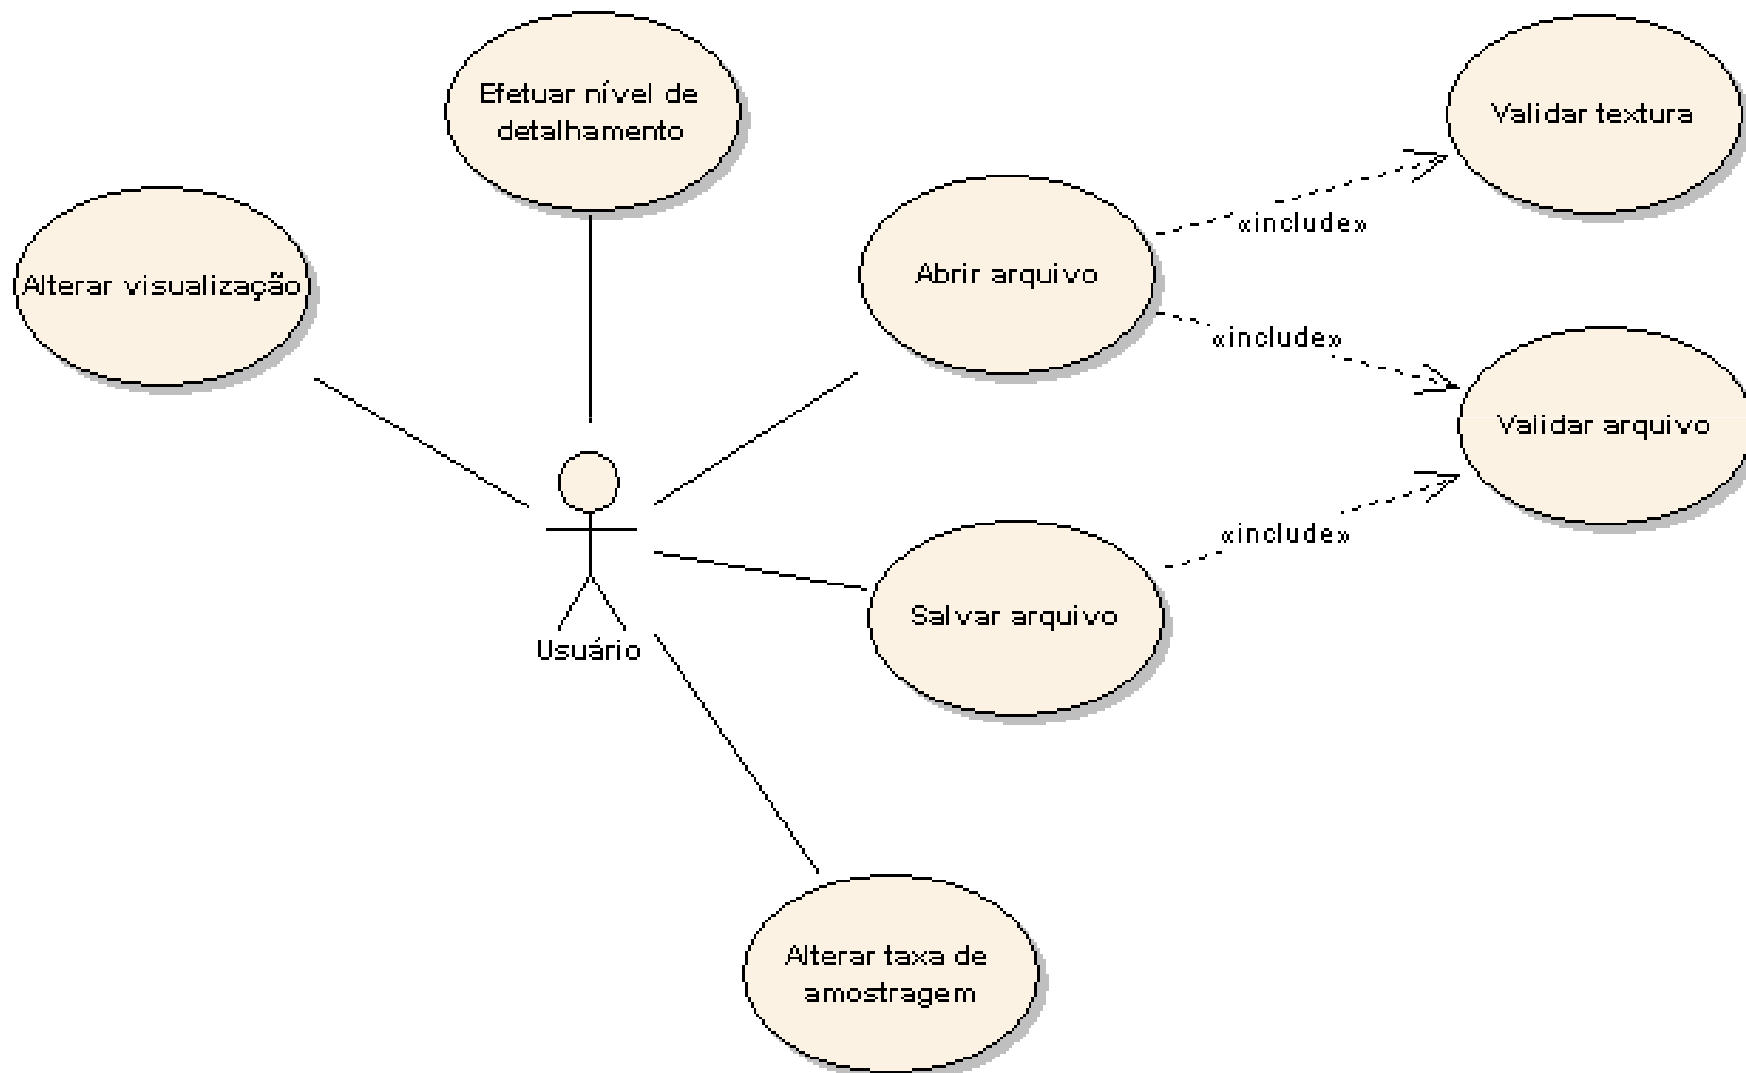 Efetuar nível de
detalhamento
Validar textura
«include»
Abrir arquivo
Alterar visualização
«include»
Validar arquivo
«include»
Salvar arquivo
Usuário
Alterar taxa de
amostragem